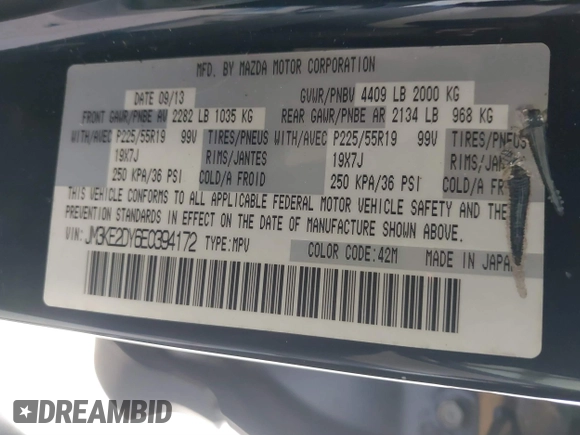 MFD. BY MAZDA MOTOR CORPORATION
DATE 09/13 GVWR/PNBV 4409 LB 2000 KG
FRONT GAWR/PNBE AV 2282 LB 1035 KG REAR GAWR/PNBE AR 2134 LB 968 KG
WITH/AVEC P225/55R19 99V TIRES/PNEUS WITH/AVEC P225/55R19 99V TIRES/PNEUS
19X7J RIMS/JANTES 19X7J RIMS/JANTES
250 KPA/36 PSI COLD/A FROID 250 KPA/36 PSI COLD/A FROID
THIS VEHICLE CONFORMS TO ALL APPLICABLE FEDERAL MOTOR VEHICLE SAFETY AND THEFT
PREVENTION STANDARDS IN EFFECT ON THE DATE OF MANUFACTURE SHOWN ABOVE.
VIN: JM3KE2DY6E0394172 TYPE: MPV COLOR CODE: 42M MADE IN JAPAN
DREAMBID